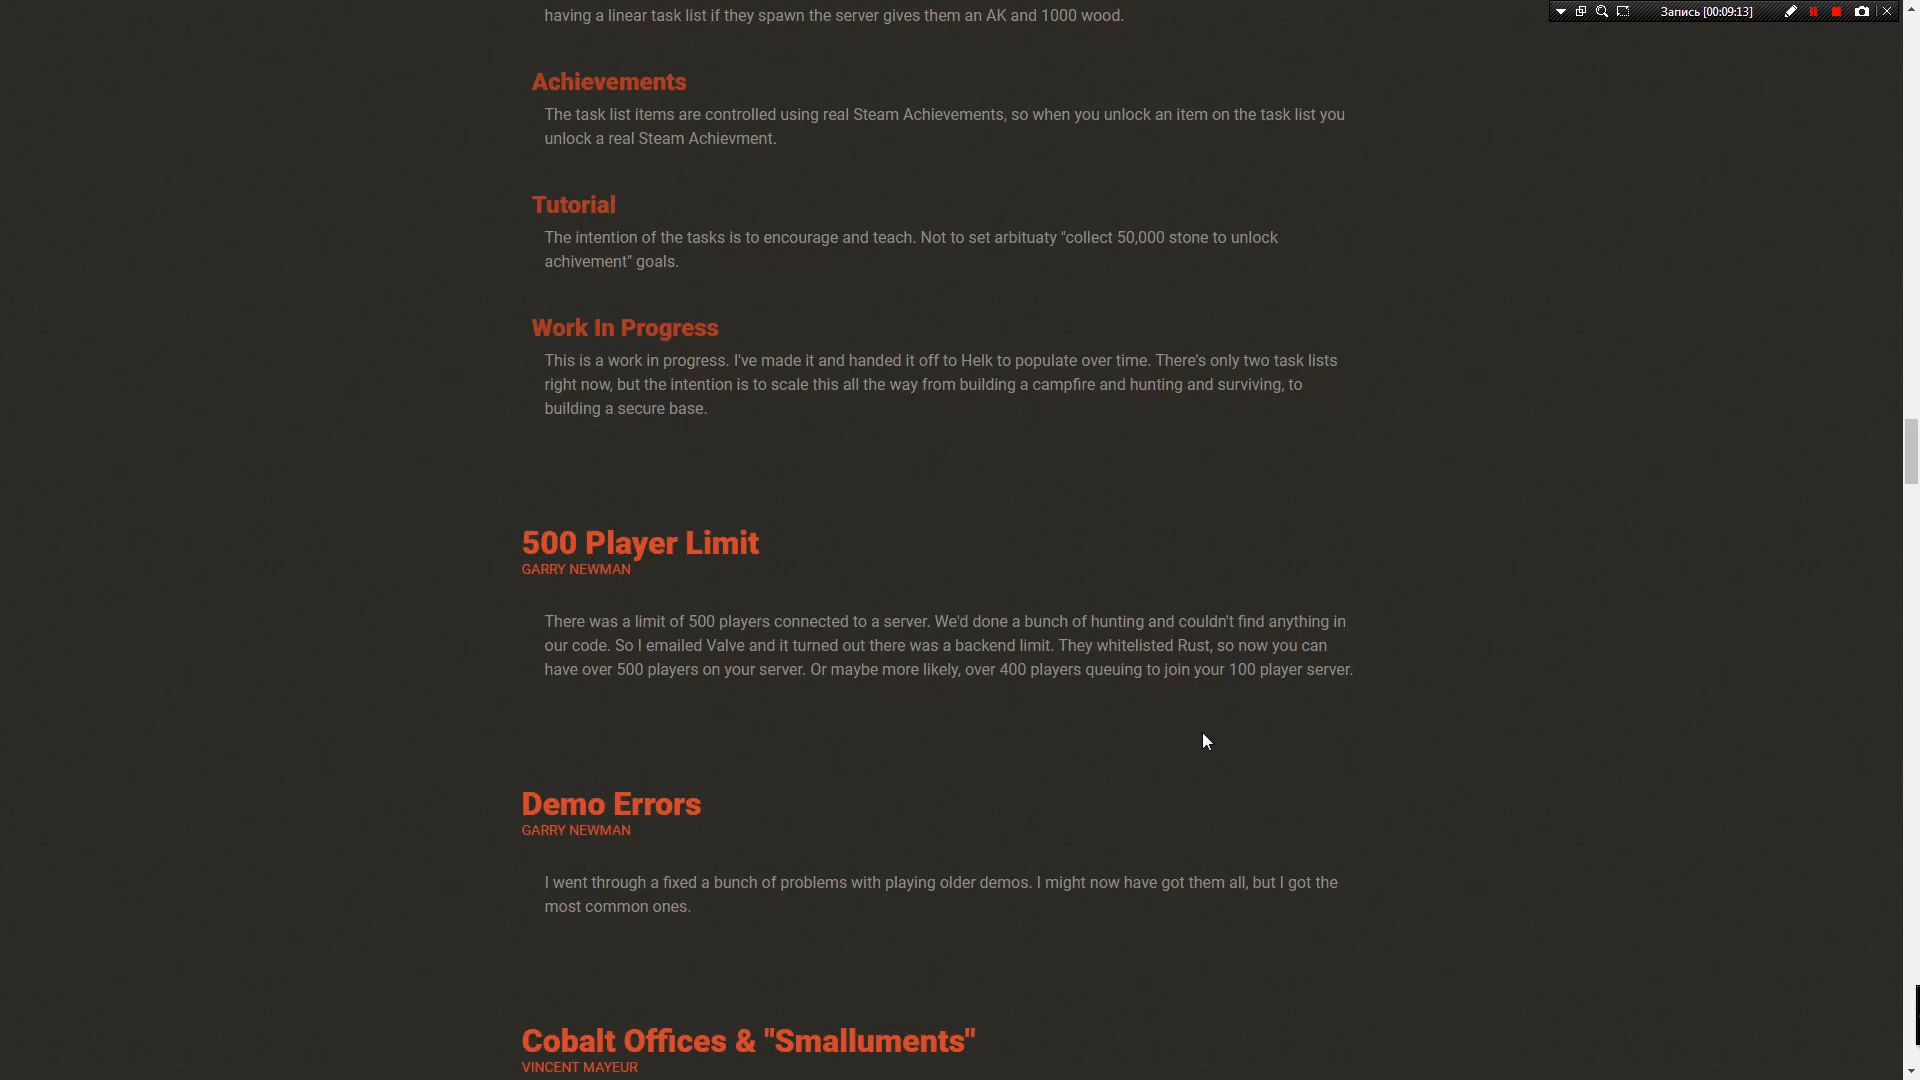 having a linear task list if they spawn the server gives them an AK and 1000 wood.
Запись [00:09:13]
Achievements
The task list items are controlled using real Steam Achievements, so when you unlock an item on the task list you
unlock a real Steam Achievment.
Tutorial
The intention of the tasks is to encourage and teach. Not to set arbituaty "collect 50,000 stone to unlock
achivement" goals.
Work In Progress
This is a work in progress. I've made it and handed it off to Helk to populate over time. There's only two task lists
right now, but the intention is to scale this all the way from building a campfire and hunting and surviving, to
building a secure base.
500 Player Limit
GARRY NEWMAN
There was a limit of 500 players connected to a server. We'd done a bunch of hunting and couldn't find anything in
our code. So I emailed Valve and it turned out there was a backend limit. They whitelisted Rust, so now you can
have over 500 players on your server. Or maybe more likely, over 400 players queuing to join your 100 player server.
Demo Errors
GARRY NEWMAN
I went through a fixed a bunch of problems with playing older demos. I might now have got them all, but I got the
most common ones.
Cobalt Offices & "Smalluments"
VINCENT MAYEUR